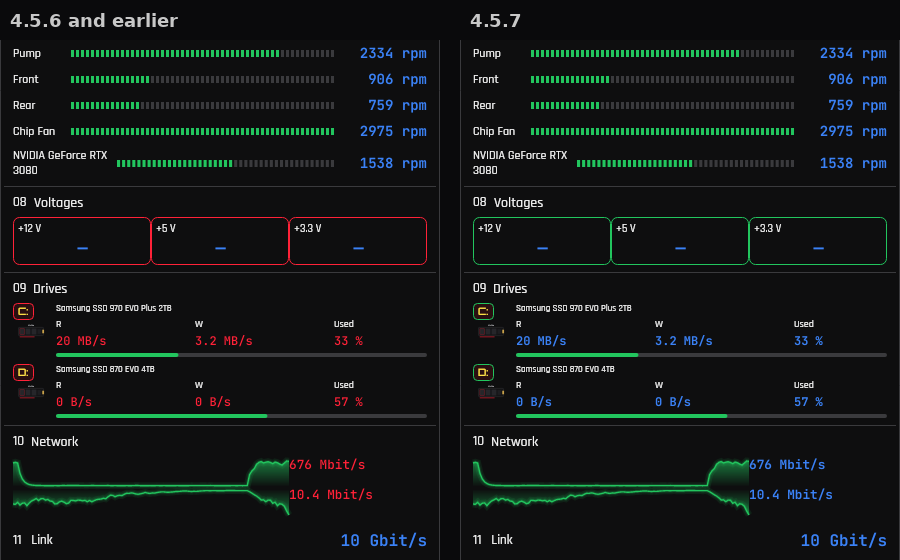 4.5.6 and earlier
Pump 2334 rpm
Front 906 rpm
Rear 759 rpm
Chip Fan 2975 rpm
NVIDIA GeForce RTX
3080 1538 rpm
08 Voltages
+12 V +5 V +3.3 V
— — —
09 Drives
C: Samsung SSD 970 EVO Plus 2TB
R W Used
20 MB/s 3.2 MB/s 33 %
D: Samsung SSD 870 EVO 4TB
R W Used
0 B/s 0 B/s 57 %
10 Network
676 Mbit/s
10.4 Mbit/s
11 Link 10 Gbit/s
4.5.7
Pump 2334 rpm
Front 906 rpm
Rear 759 rpm
Chip Fan 2975 rpm
NVIDIA GeForce RTX
3080 1538 rpm
08 Voltages
+12 V +5 V +3.3 V
— — —
09 Drives
C: Samsung SSD 970 EVO Plus 2TB
R W Used
20 MB/s 3.2 MB/s 33 %
D: Samsung SSD 870 EVO 4TB
R W Used
0 B/s 0 B/s 57 %
10 Network
676 Mbit/s
10.4 Mbit/s
11 Link 10 Gbit/s